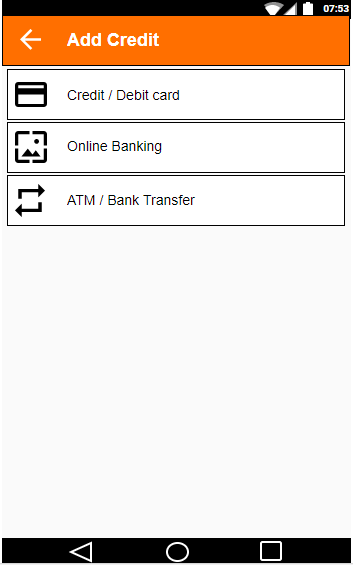 07:53
Add Credit
Credit / Debit card
Online Banking
ATM / Bank Transfer